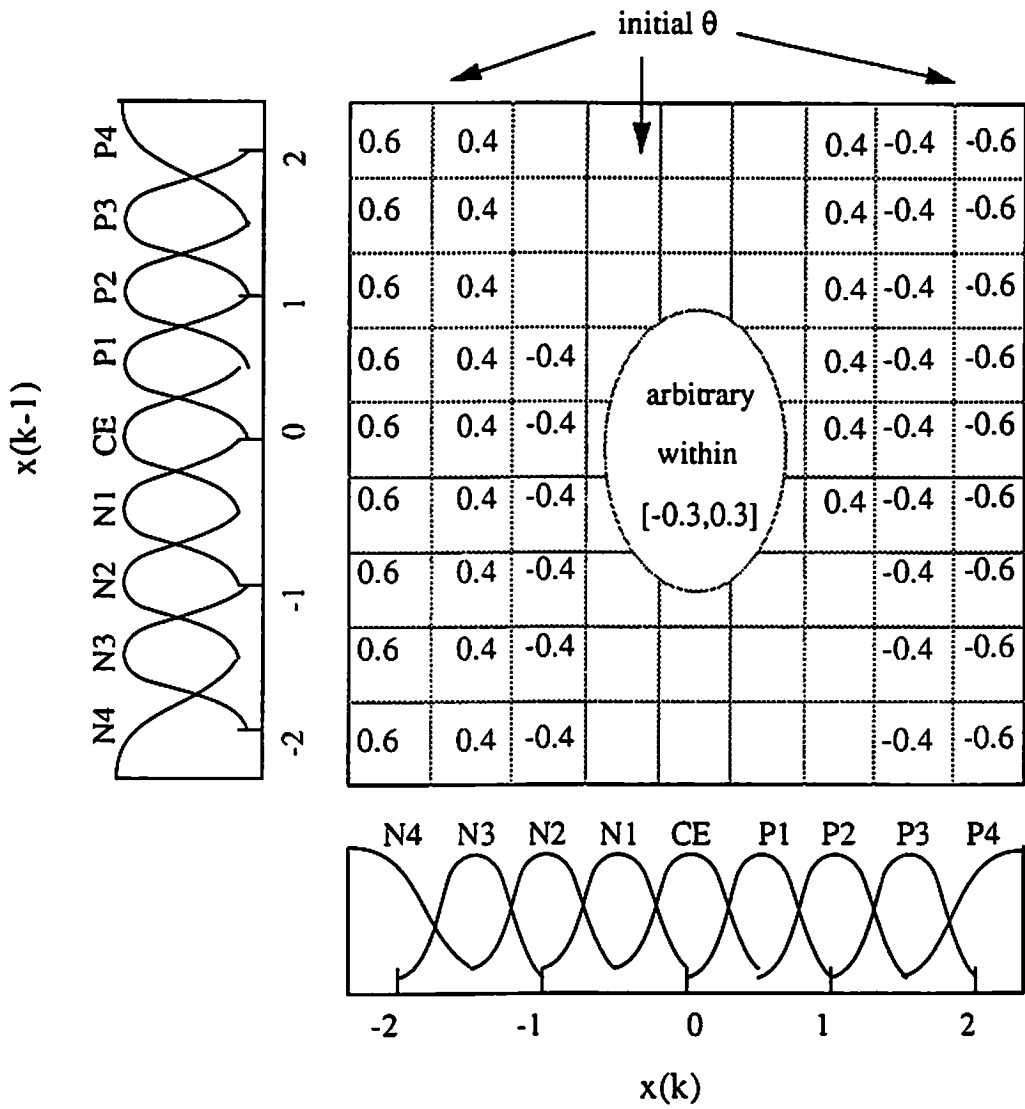 initial θ
P4 2 0.6 0.4 0.4 -0.4 -0.6
P3 0.6 0.4 0.4 -0.4 -0.6
P2 1 0.6 0.4 0.4 -0.4 -0.6
P1 0.6 0.4 -0.4 0.4 -0.4 -0.6
arbitrary
x(k-1) CE 0 0.6 0.4 -0.4 0.4 -0.4 -0.6
within
N1 0.6 0.4 -0.4 [-0.3,0.3] 0.4 -0.4 -0.6
N2 -1 0.6 0.4 -0.4 -0.4 -0.6
N3 0.6 0.4 -0.4 -0.4 -0.6
N4 -2 0.6 0.4 -0.4 -0.4 -0.6
N4 N3 N2 N1 CE P1 P2 P3 P4
-2 -1 0 1 2
x(k)